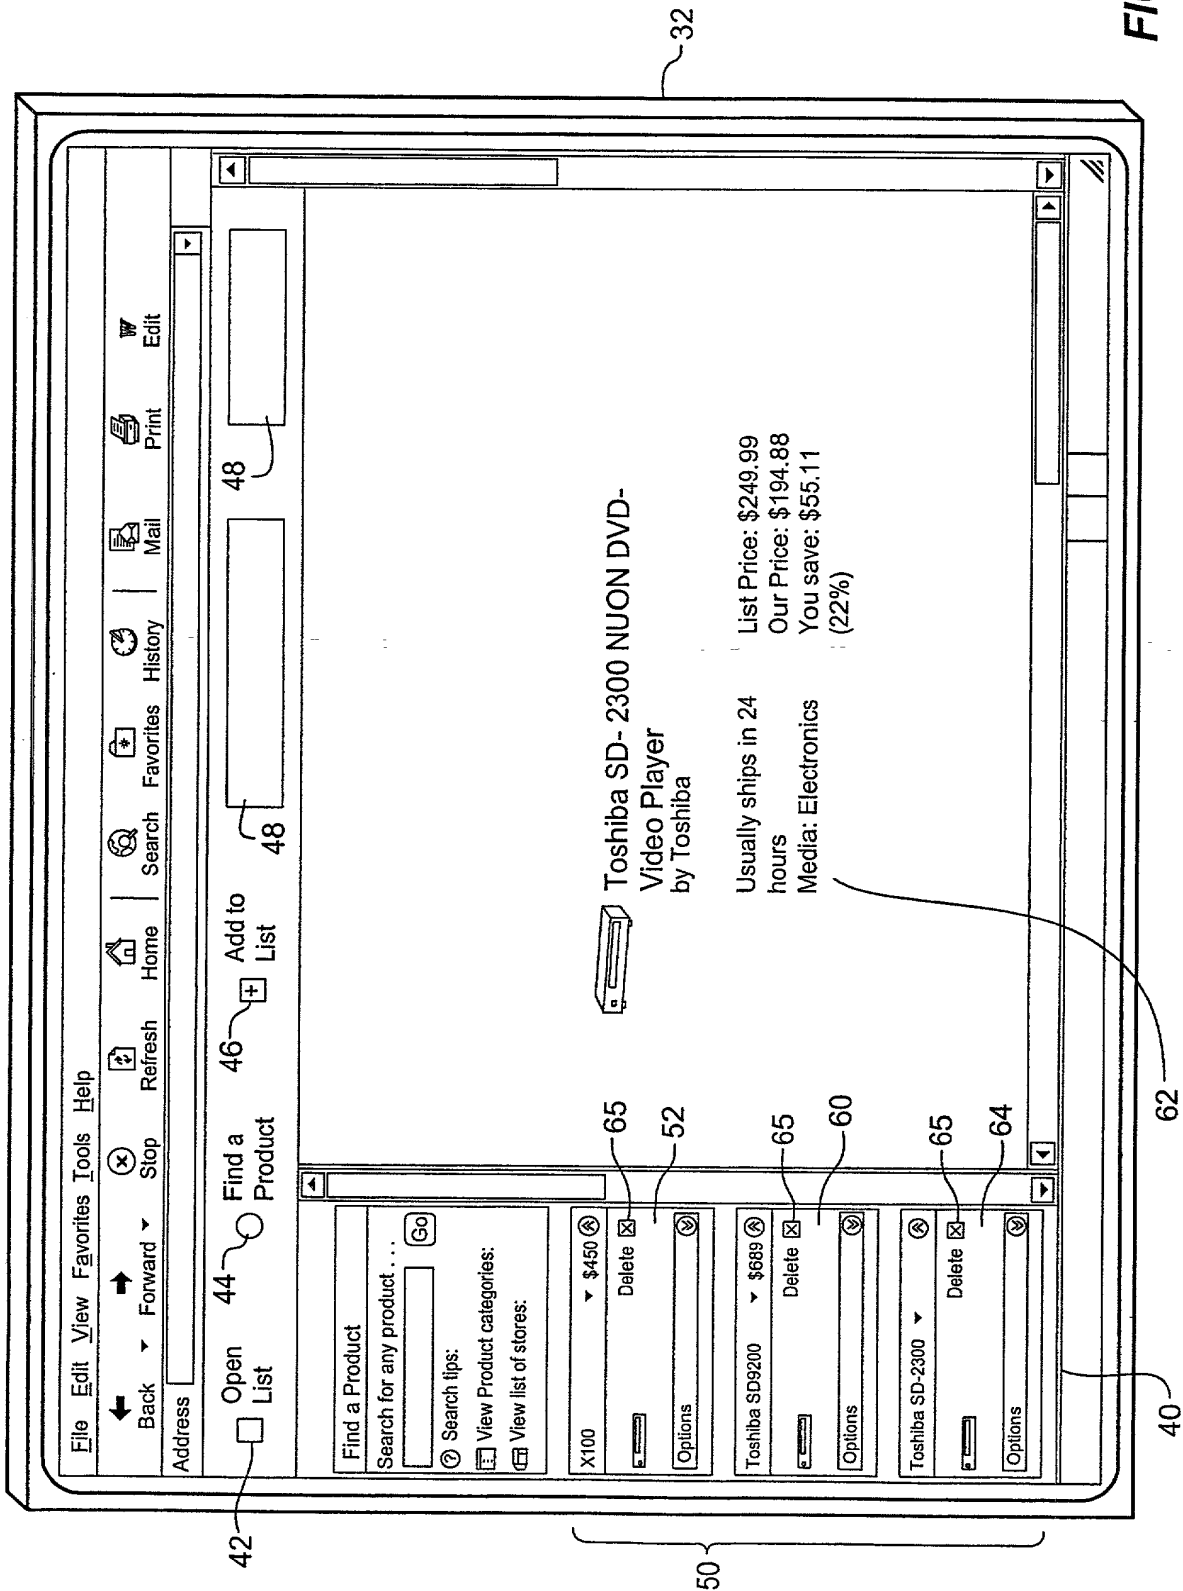 File Edit View Favorites Tools Help
Back Forward Stop Refresh Home Search Favorites History Mail Print Edit
Address
42
Open
List
44
Find a
Product
46
Add to
List
48
48
Find a Product
Search for any product . . .
Go
Search tips:
View Product categories:
View list of stores:
X100 $450
Delete
65
52
Options
Toshiba SD9200 $689
Delete
65
60
Options
Toshiba SD-2300
Delete
65
64
Options
50
Toshiba SD- 2300 NUON DVD-
Video Player
by Toshiba
Usually ships in 24
hours
Media: Electronics
List Price: $249.99
Our Price: $194.88
You save: $55.11
(22%)
40
62
32